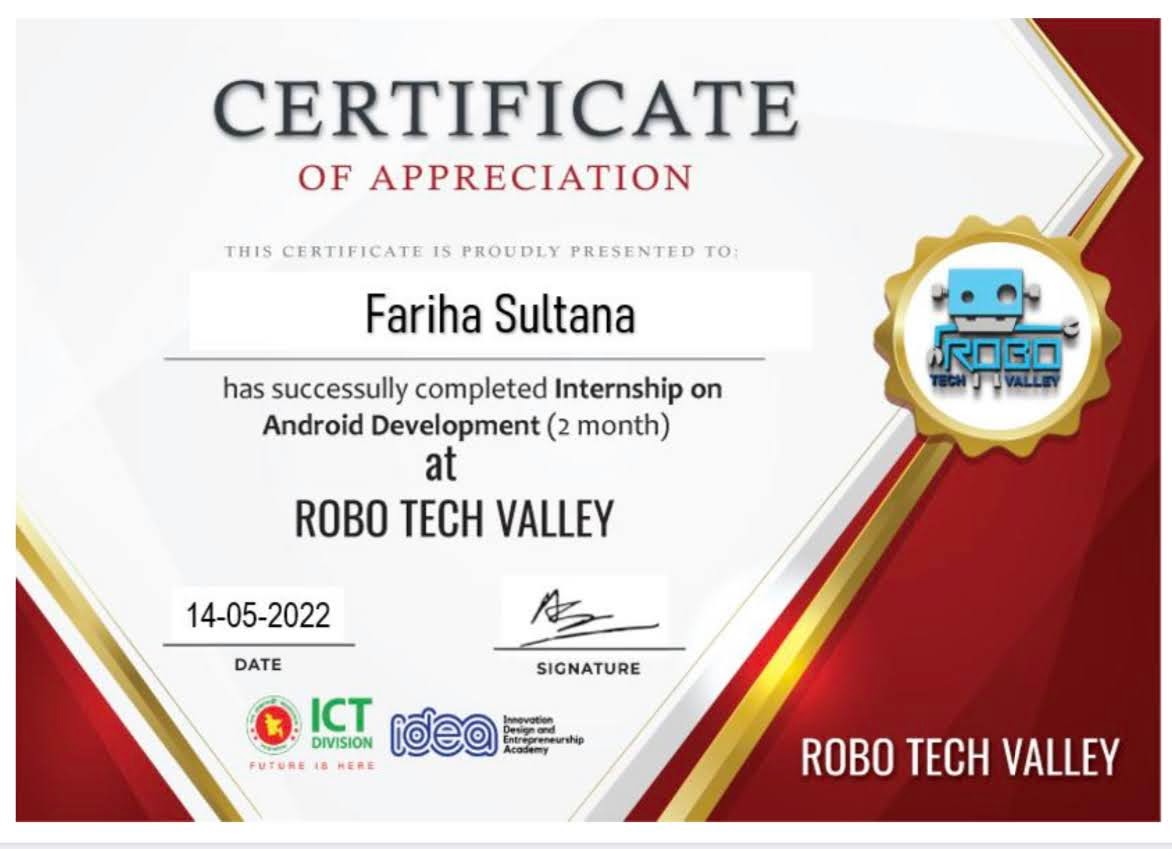 CERTIFICATE
OF APPRECIATION
THIS CERTIFICATE IS PROUDLY PRESENTED TO:
Fariha Sultana
has successully completed Internship on
Android Development (2 month)
at
ROBO TECH VALLEY
ROBO
TECH VALLEY
14-05-2022
DATE
SIGNATURE
ICT
DIVISION
FUTURE IS HERE
idea
Innovation
Design and
Entrepreneurship
Academy
ROBO TECH VALLEY